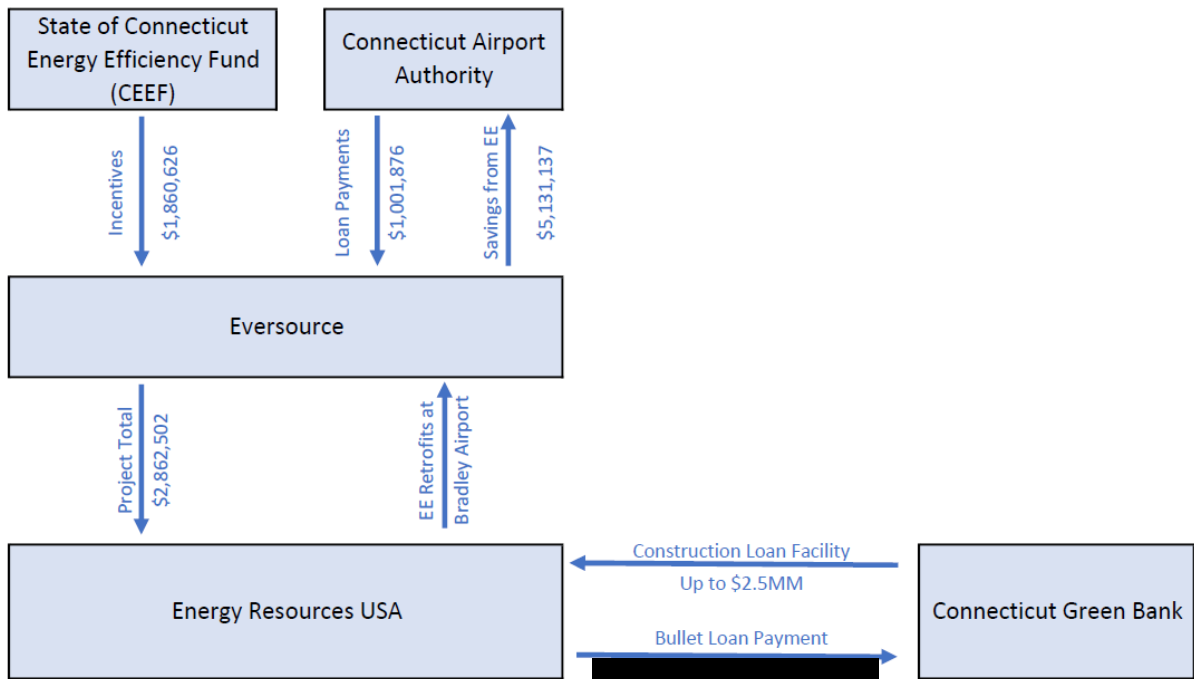 State of Connecticut
Energy Efficiency Fund
(CEEF)
Connecticut Airport
Authority
Incentives
$1,860,626
Loan Payments
$1,001,876
Savings from EE
$5,131,137
Eversource
Project Total
$2,862,502
EE Retrofits at
Bradley Airport
Energy Resources USA
Construction Loan Facility
Up to $2.5MM
Bullet Loan Payment
Connecticut Green Bank